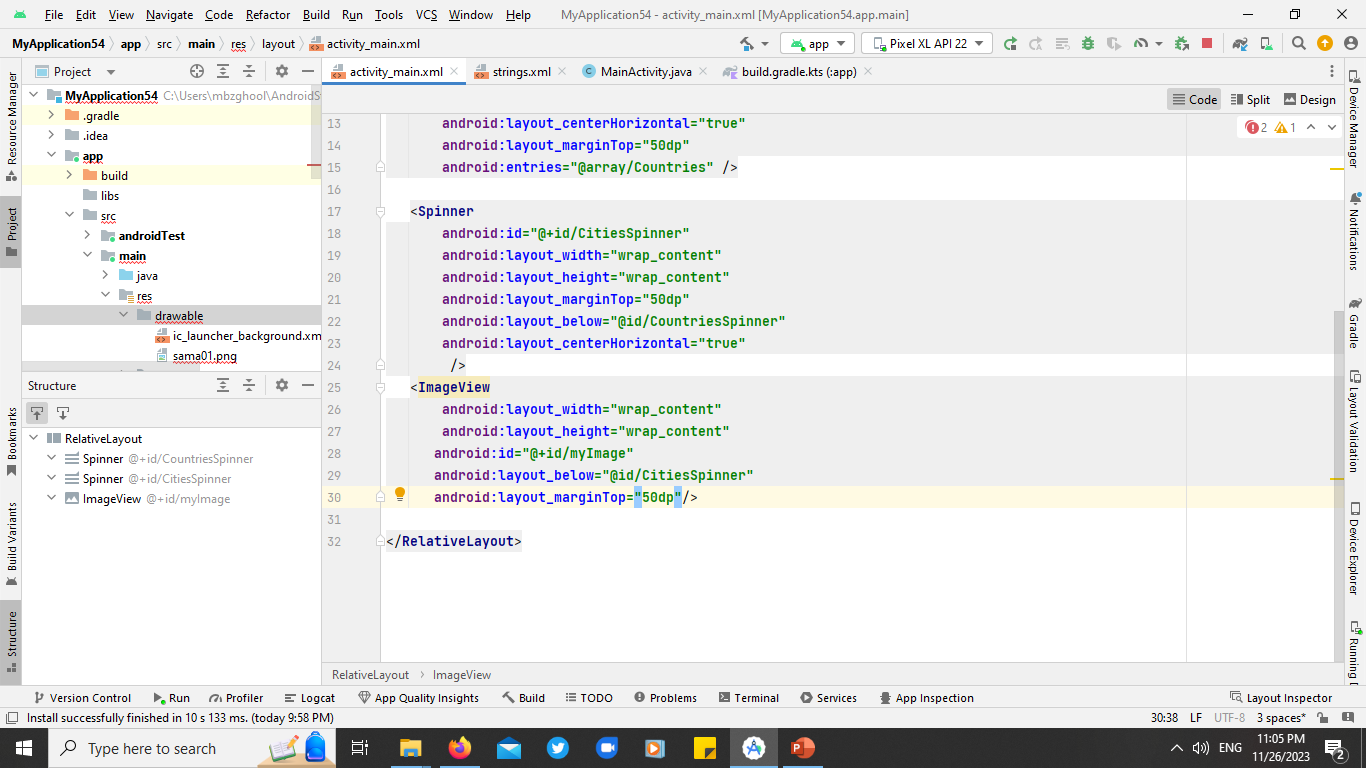 File Edit View Navigate Code Refactor Build Run Tools VCS Window Help MyApplication54 - activity_main.xml [MyApplication54.app.main]
MyApplication54 app src main res layout activity_main.xml app Pixel XL API 22
Project activity_main.xml strings.xml MainActivity.java build.gradle.kts (:app)
Code Split Design
Resource Manager
Project
Bookmarks
Build Variants
Structure
MyApplication54 C:\Users\mbzghool\AndroidS
.gradle
.idea
app
build
libs
src
androidTest
main
java
res
drawable
ic_launcher_background.xm
sama01.png
Structure
RelativeLayout
Spinner @+id/CountriesSpinner
Spinner @+id/CitiesSpinner
ImageView @+id/myImage
2 1
13 android:layout_centerHorizontal="true"
14 android:layout_marginTop="50dp"
15 android:entries="@array/Countries" />
16
17 <Spinner
18 android:id="@+id/CitiesSpinner"
19 android:layout_width="wrap_content"
20 android:layout_height="wrap_content"
21 android:layout_marginTop="50dp"
22 android:layout_below="@id/CountriesSpinner"
23 android:layout_centerHorizontal="true"
24 />
25 <ImageView
26 android:layout_width="wrap_content"
27 android:layout_height="wrap_content"
28 android:id="@+id/myImage"
29 android:layout_below="@id/CitiesSpinner"
30 android:layout_marginTop="50dp"/>
31
32 </RelativeLayout>
RelativeLayout ImageView
Device Manager
Notifications
Gradle
Layout Validation
Device Explorer
Running
Version Control Run Profiler Logcat App Quality Insights Build TODO Problems Terminal Services App Inspection Layout Inspector
Install successfully finished in 10 s 133 ms. (today 9:58 PM) 30:38 LF UTF-8 3 spaces*
Type here to search ENG 11:05 PM
11/26/2023 2